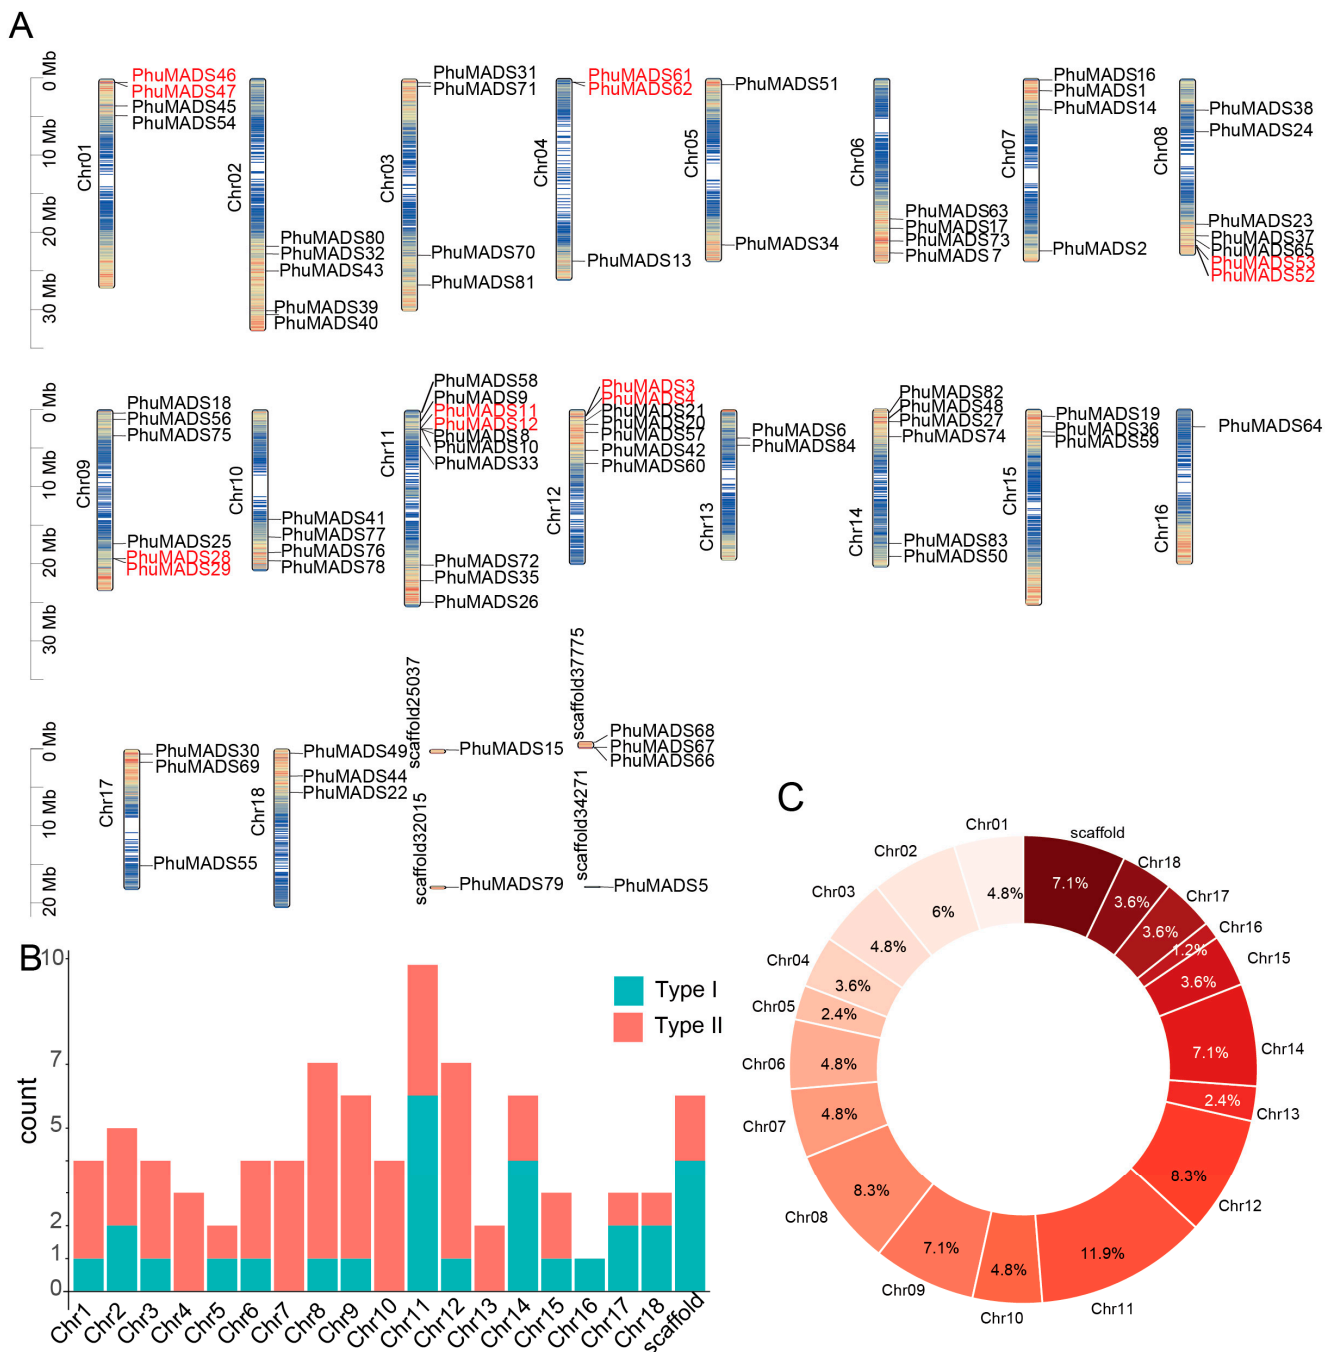 A
0 Mb
10 Mb
20 Mb
30 Mb
Chr01
PhuMADS46
PhuMADS47
PhuMADS45
PhuMADS54
Chr02
PhuMADS80
PhuMADS32
PhuMADS43
PhuMADS39
PhuMADS40
Chr03
PhuMADS31
PhuMADS71
PhuMADS70
PhuMADS81
Chr04
PhuMADS61
PhuMADS62
PhuMADS13
Chr05
PhuMADS51
PhuMADS34
Chr06
PhuMADS63
PhuMADS17
PhuMADS73
PhuMADS7
Chr07
PhuMADS16
PhuMADS1
PhuMADS14
PhuMADS2
Chr08
PhuMADS38
PhuMADS24
PhuMADS23
PhuMADS37
PhuMADS65
PhuMADS53
PhuMADS52
0 Mb
10 Mb
20 Mb
30 Mb
Chr09
PhuMADS18
PhuMADS56
PhuMADS75
PhuMADS25
PhuMADS28
PhuMADS29
Chr10
PhuMADS41
PhuMADS77
PhuMADS76
PhuMADS78
Chr11
PhuMADS58
PhuMADS9
PhuMADS11
PhuMADS12
PhuMADS8
PhuMADS10
PhuMADS33
PhuMADS72
PhuMADS35
PhuMADS26
Chr12
PhuMADS3
PhuMADS4
PhuMADS21
PhuMADS20
PhuMADS57
PhuMADS42
PhuMADS60
Chr13
PhuMADS6
PhuMADS84
Chr14
PhuMADS82
PhuMADS48
PhuMADS27
PhuMADS74
PhuMADS83
PhuMADS50
Chr15
PhuMADS19
PhuMADS36
PhuMADS59
Chr16
PhuMADS64
0 Mb
10 Mb
20 Mb
Chr17
PhuMADS30
PhuMADS69
PhuMADS55
Chr18
PhuMADS49
PhuMADS44
PhuMADS22
scaffold25037
PhuMADS15
scaffold37775
PhuMADS68
PhuMADS67
PhuMADS66
scaffold32015
PhuMADS79
scaffold34271
PhuMADS5
B
count
10
7
5
2
1
0
Type I
Type II
Chr1
Chr2
Chr3
Chr4
Chr5
Chr6
Chr7
Chr8
Chr9
Chr10
Chr11
Chr12
Chr13
Chr14
Chr15
Chr16
Chr17
Chr18
scaffold
C
scaffold
7.1%
Chr18
3.6%
Chr17
3.6%
Chr16
1.2%
Chr15
3.6%
Chr14
7.1%
Chr13
2.4%
Chr12
8.3%
Chr11
11.9%
Chr10
4.8%
Chr09
7.1%
Chr08
8.3%
Chr07
4.8%
Chr06
4.8%
Chr05
2.4%
Chr04
3.6%
Chr03
4.8%
Chr02
6%
Chr01
4.8%